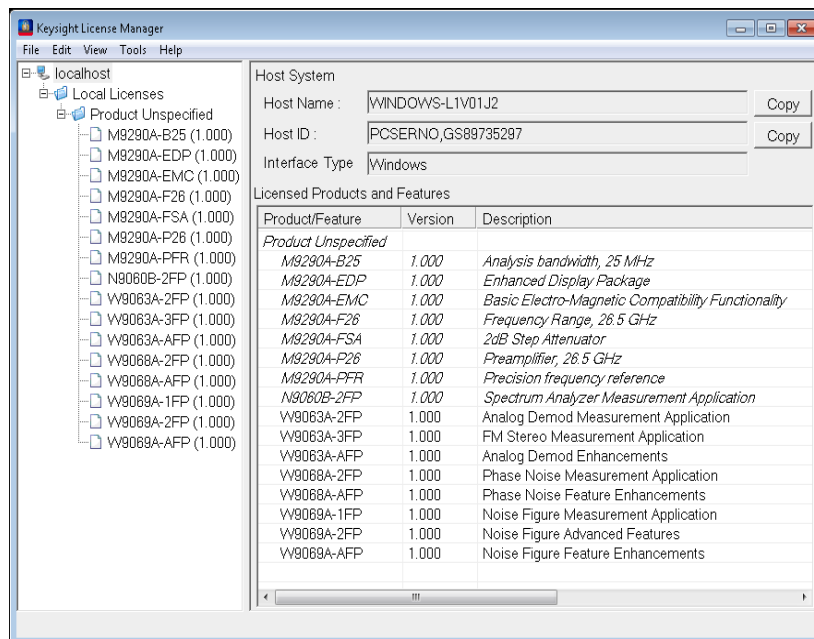 Keysight License Manager
File Edit View Tools Help
localhost
Local Licenses
Product Unspecified
M9290A-B25 (1.000)
M9290A-EDP (1.000)
M9290A-EMC (1.000)
M9290A-F26 (1.000)
M9290A-FSA (1.000)
M9290A-P26 (1.000)
M9290A-PFR (1.000)
N9060B-2FP (1.000)
W9063A-2FP (1.000)
W9063A-3FP (1.000)
W9063A-AFP (1.000)
W9068A-2FP (1.000)
W9068A-AFP (1.000)
W9069A-1FP (1.000)
W9069A-2FP (1.000)
W9069A-AFP (1.000)
Host System
Host Name : WINDOWS-L1V01J2 Copy
Host ID : PCSERNO,GS89735297 Copy
Interface Type Windows
Licensed Products and Features
Product/Feature Version Description
Product Unspecified
M9290A-B25 1.000 Analysis bandwidth, 25 MHz
M9290A-EDP 1.000 Enhanced Display Package
M9290A-EMC 1.000 Basic Electro-Magnetic Compatibility Functionality
M9290A-F26 1.000 Frequency Range, 26.5 GHz
M9290A-FSA 1.000 2dB Step Attenuator
M9290A-P26 1.000 Preamplifier, 26.5 GHz
M9290A-PFR 1.000 Precision frequency reference
N9060B-2FP 1.000 Spectrum Analyzer Measurement Application
W9063A-2FP 1.000 Analog Demod Measurement Application
W9063A-3FP 1.000 FM Stereo Measurement Application
W9063A-AFP 1.000 Analog Demod Enhancements
W9068A-2FP 1.000 Phase Noise Measurement Application
W9068A-AFP 1.000 Phase Noise Feature Enhancements
W9069A-1FP 1.000 Noise Figure Measurement Application
W9069A-2FP 1.000 Noise Figure Advanced Features
W9069A-AFP 1.000 Noise Figure Feature Enhancements